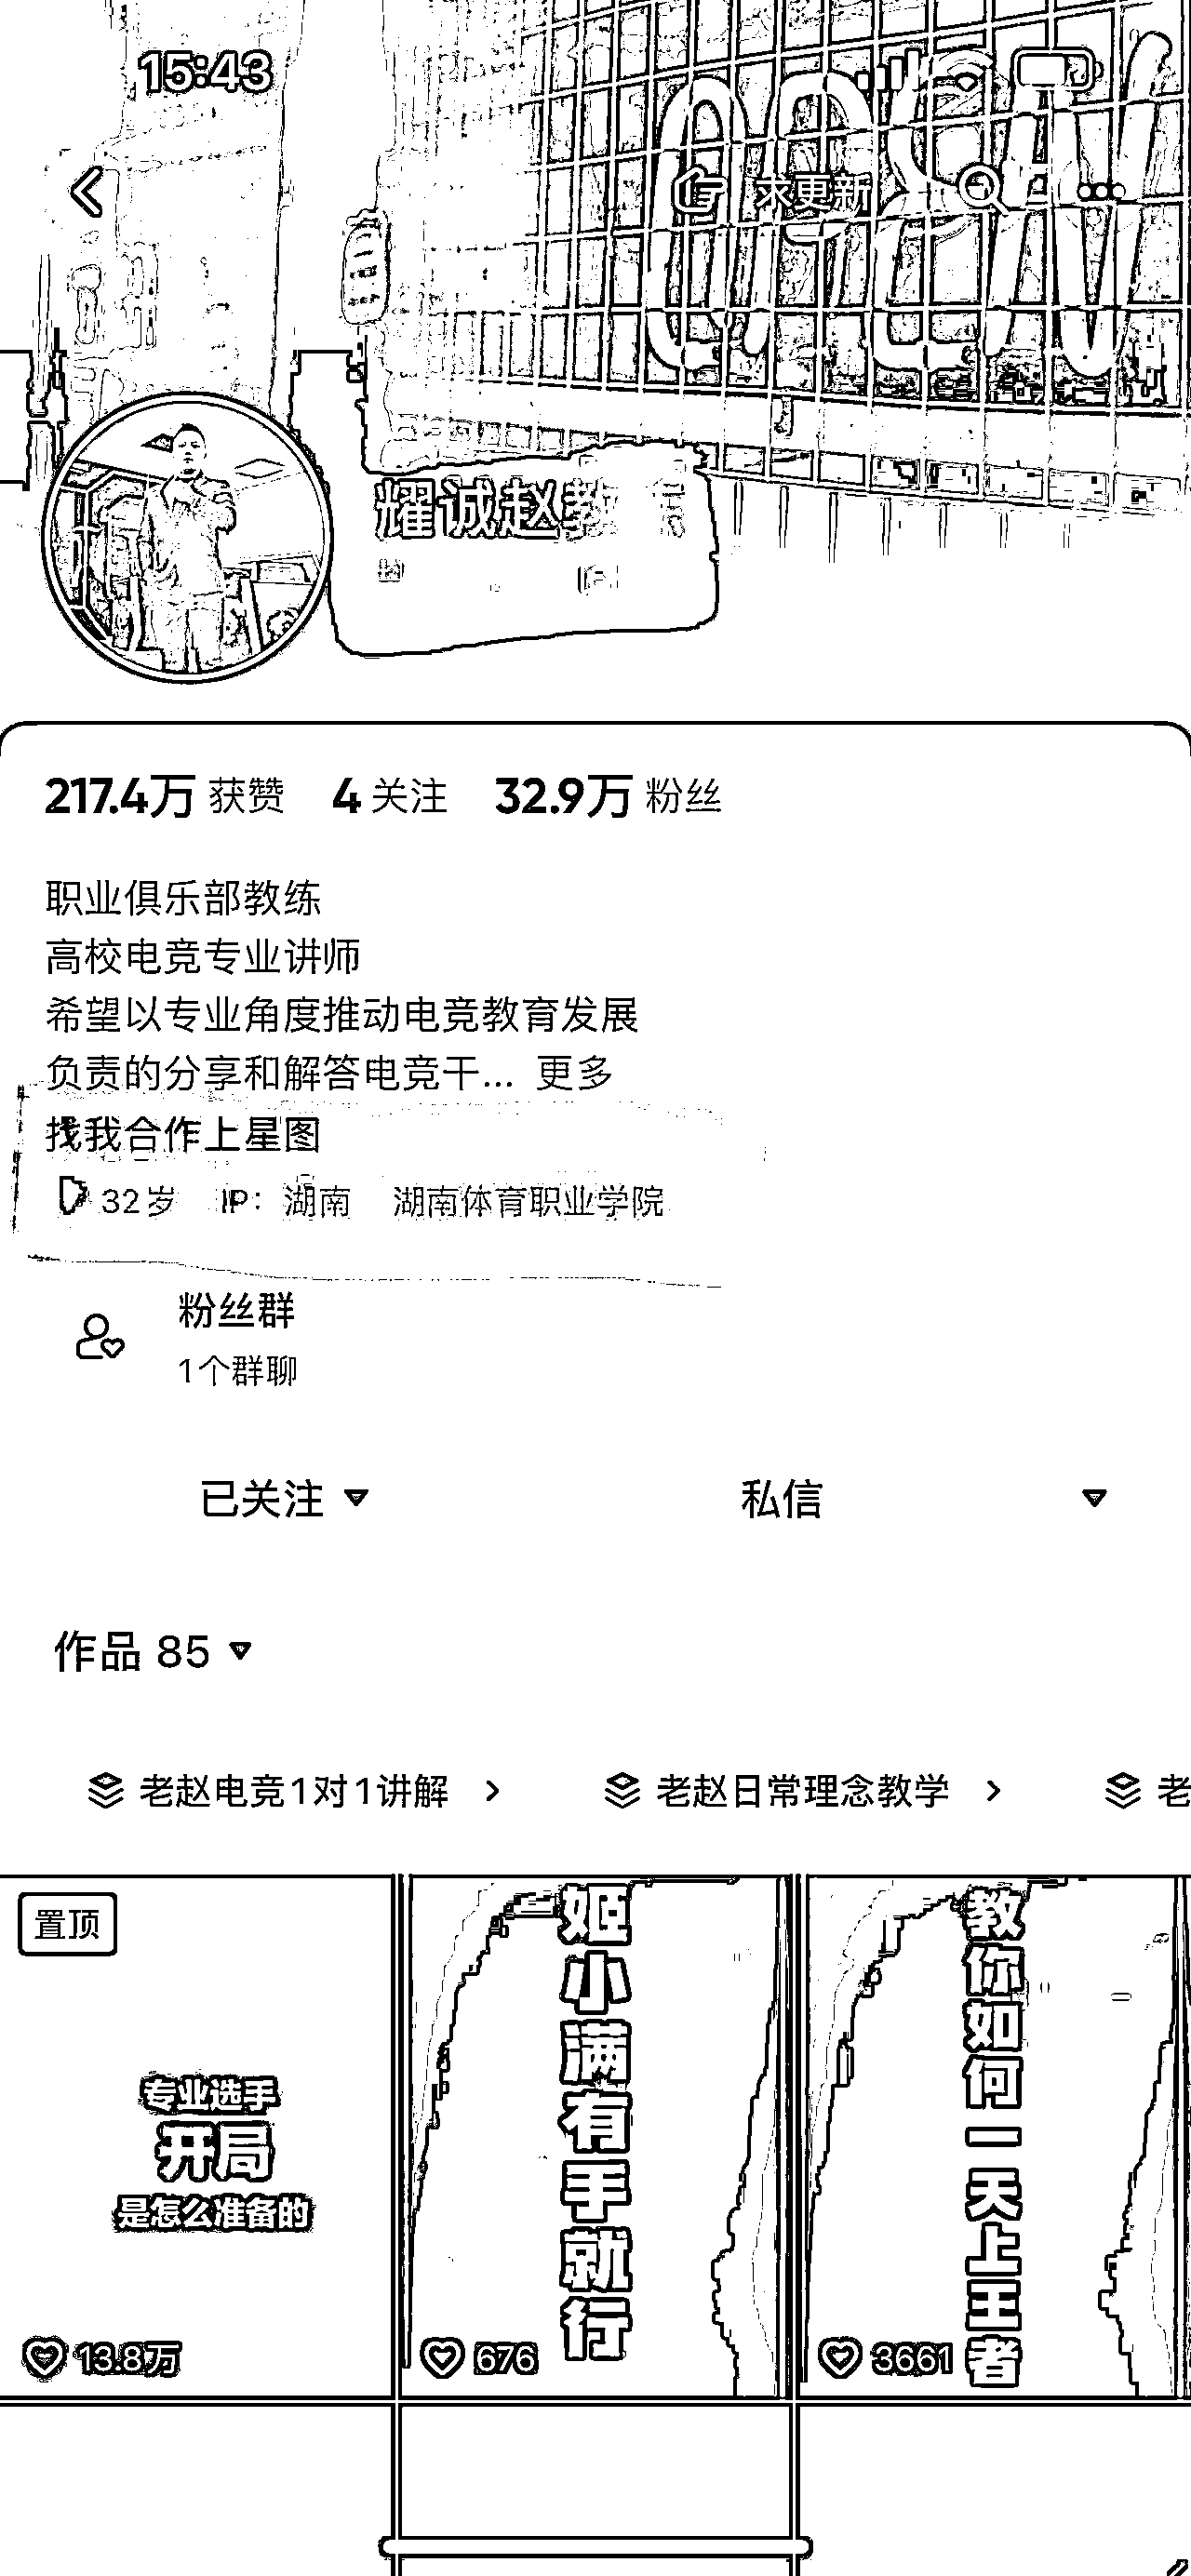 15:43
求更新
耀诚赵教
217.4万 获赞 4 关注 32.9万 粉丝
职业俱乐部教练
高校电竞专业讲师
希望以专业角度推动电竞教育发展
负责的分享和解答电竞干... 更多
找我合作上星图
32岁 IP：湖南 湖南体育职业学院
粉丝群
1个群聊
已关注 私信
作品 85
老赵电竞1对1讲解 老赵日常理念教学 老
置顶
专业选手
开局
是怎么准备的
13.8万
姬小满有手就行
676
教你如何一天上王者
3661